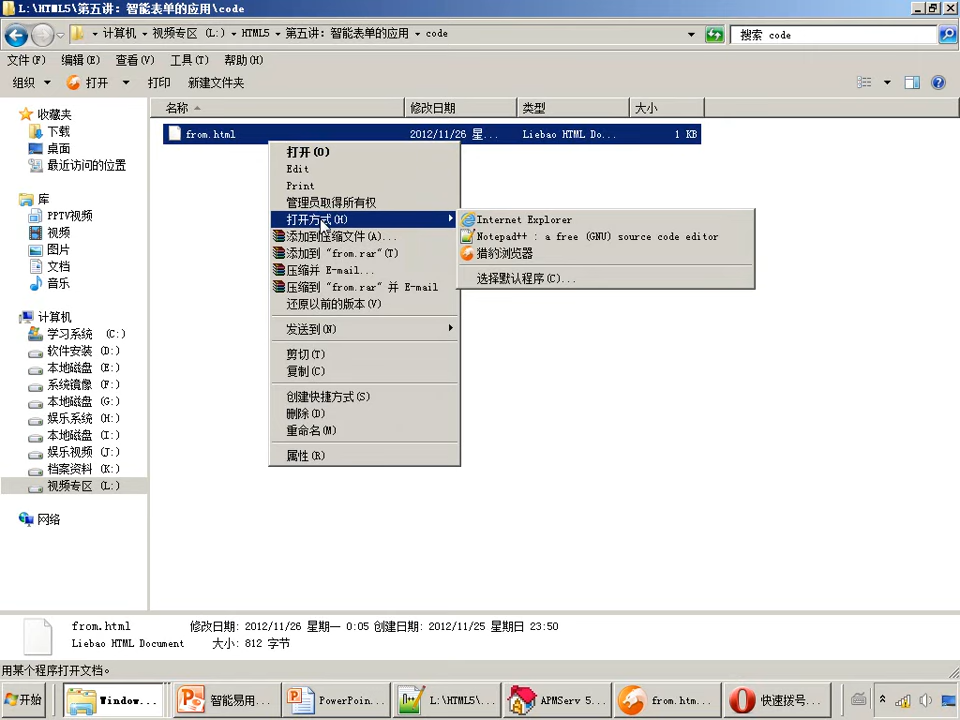 L:\HTML5\第五讲：智能表单的应用\code
计算机 视频专区 (L:) HTML5 第五讲：智能表单的应用 code
搜索 code
文件(F) 编辑(E) 查看(V) 工具(T) 帮助(H)
组织 打开 打印 新建文件夹
名称 修改日期 类型 大小
from.html 2012/11/26 星... Liebao HTML Do... 1 KB
收藏夹
下载
桌面
最近访问的位置
库
PPTV视频
视频
图片
文档
音乐
计算机
学习系统 (C:)
软件安装 (D:)
本地磁盘 (E:)
系统镜像 (F:)
本地磁盘 (G:)
娱乐系统 (H:)
本地磁盘 (I:)
娱乐视频 (J:)
档案资料 (K:)
视频专区 (L:)
网络
打开(O)
Edit
Print
管理员取得所有权
打开方式(H)
添加到压缩文件(A)...
添加到 "from.rar"(T)
压缩并 E-mail...
压缩到 "from.rar" 并 E-mail
还原以前的版本(V)
发送到(N)
剪切(T)
复制(C)
创建快捷方式(S)
删除(D)
重命名(M)
属性(R)
Internet Explorer
Notepad++ : a free (GNU) source code editor
猎豹浏览器
选择默认程序(C)...
from.html 修改日期: 2012/11/26 星期一 0:05 创建日期: 2012/11/25 星期日 23:50
Liebao HTML Document 大小: 812 字节
用某个程序打开文档。
开始 Window... 智能易用... PowerPoin... L:\HTML5\... APMServ 5... from.htm... 快速拨号...